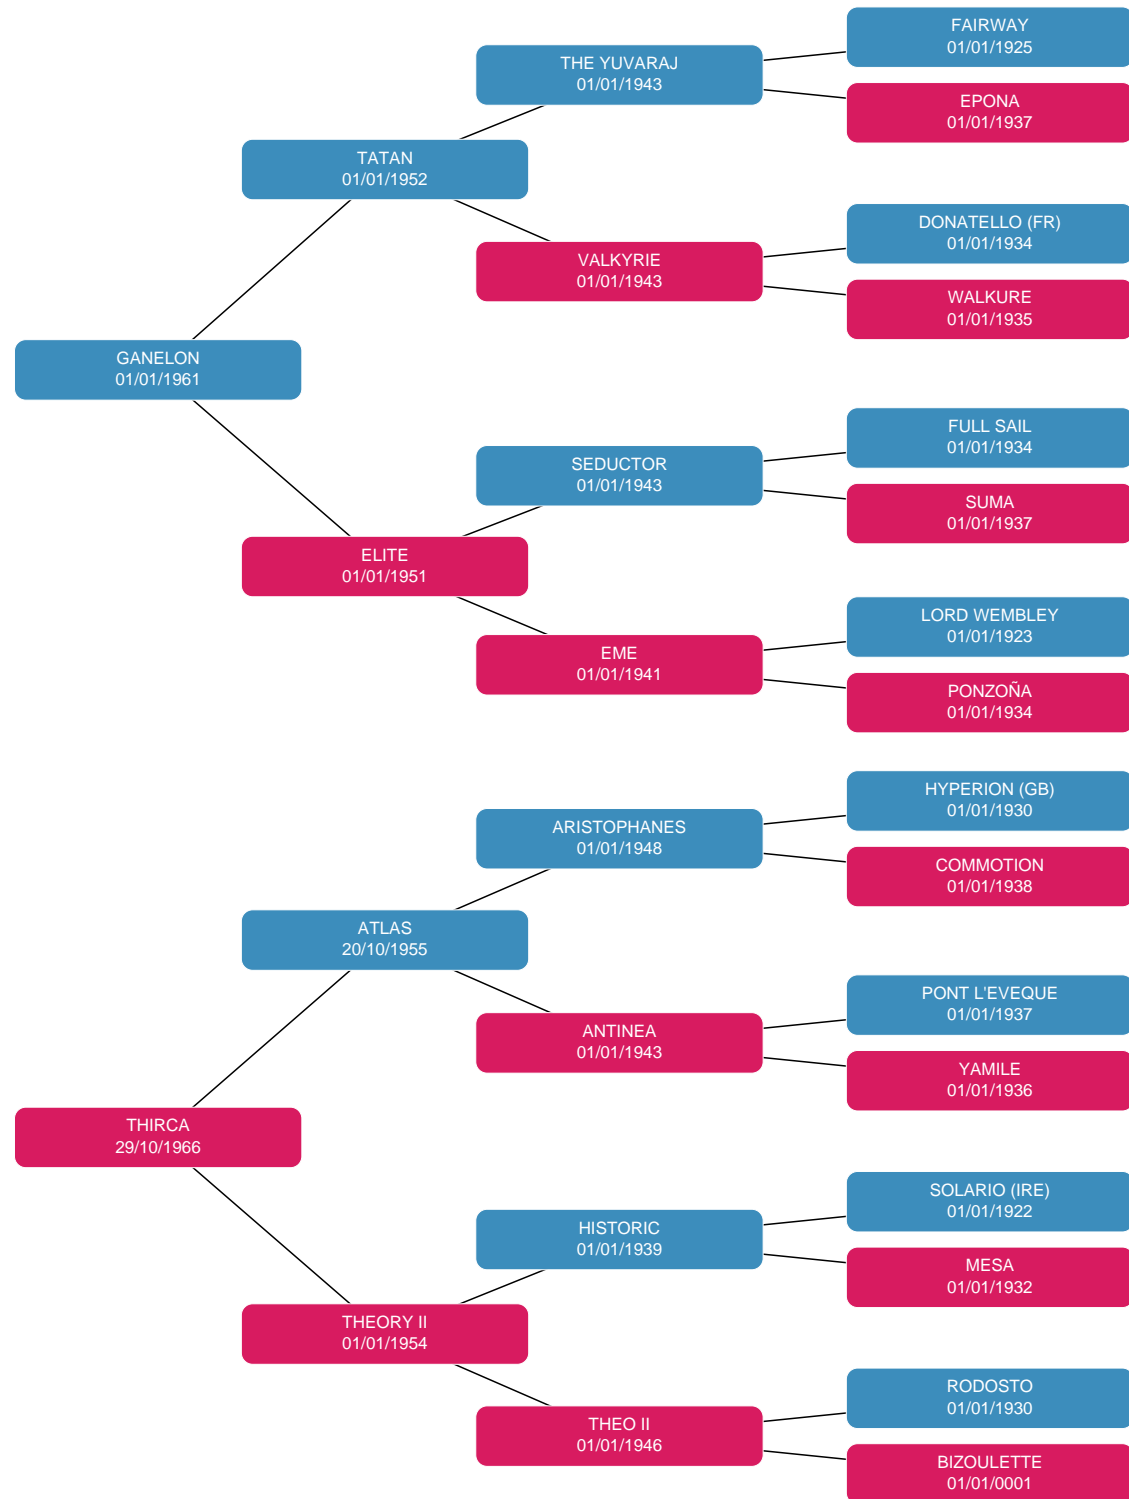 FAIRWAY
01/01/1925
THE YUVARAJ
01/01/1943
EPONA
01/01/1937
TATAN
01/01/1952
DONATELLO (FR)
01/01/1934
VALKYRIE
01/01/1943
WALKURE
01/01/1935
GANELON
01/01/1961
FULL SAIL
01/01/1934
SEDUCTOR
01/01/1943
SUMA
01/01/1937
ELITE
01/01/1951
LORD WEMBLEY
01/01/1923
EME
01/01/1941
PONZOÑA
01/01/1934
HYPERION (GB)
01/01/1930
ARISTOPHANES
01/01/1948
COMMOTION
01/01/1938
ATLAS
20/10/1955
PONT L'EVEQUE
01/01/1937
ANTINEA
01/01/1943
YAMILE
01/01/1936
THIRCA
29/10/1966
SOLARIO (IRE)
01/01/1922
HISTORIC
01/01/1939
MESA
01/01/1932
THEORY II
01/01/1954
RODOSTO
01/01/1930
THEO II
01/01/1946
BIZOULETTE
01/01/0001